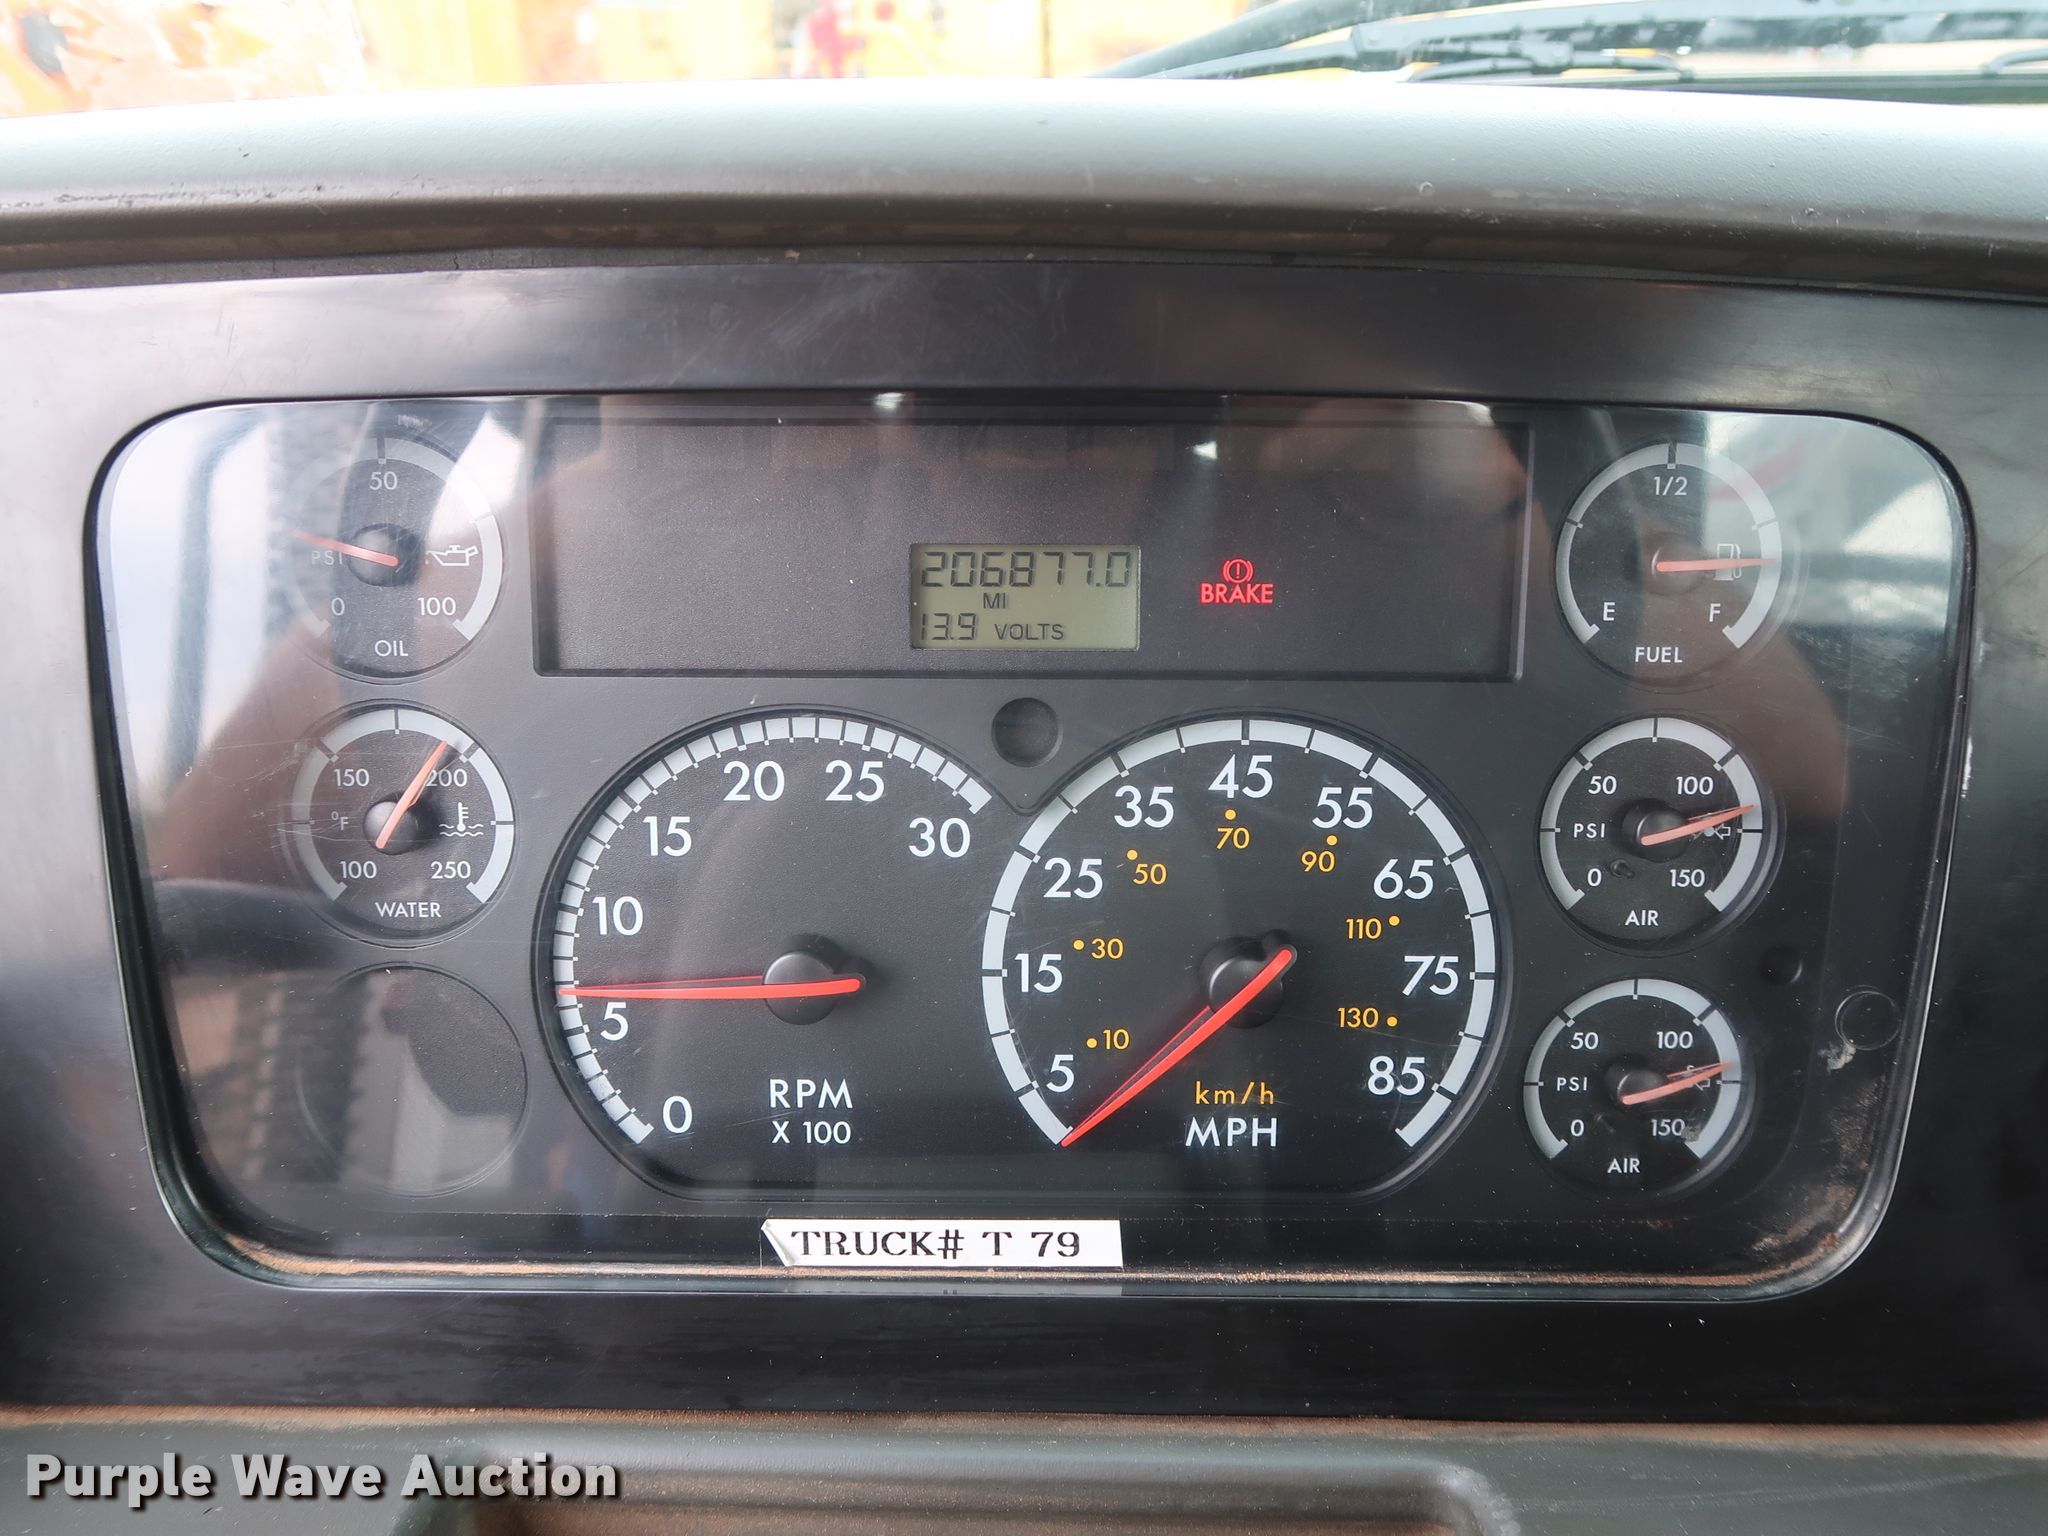 50
PSI
0 100
OIL
206877.0
MI
13.9 VOLTS
BRAKE
1/2
E F
FUEL
150 200
°F
100 250
WATER
0 5 10 15 20 25 30
RPM
X 100
5 15 25 35 45 55 65 75 85
10 30 50 70 90 110 130
km/h
MPH
50 100
PSI
0 150
AIR
50 100
PSI
0 150
AIR
TRUCK# T 79
Purple Wave Auction